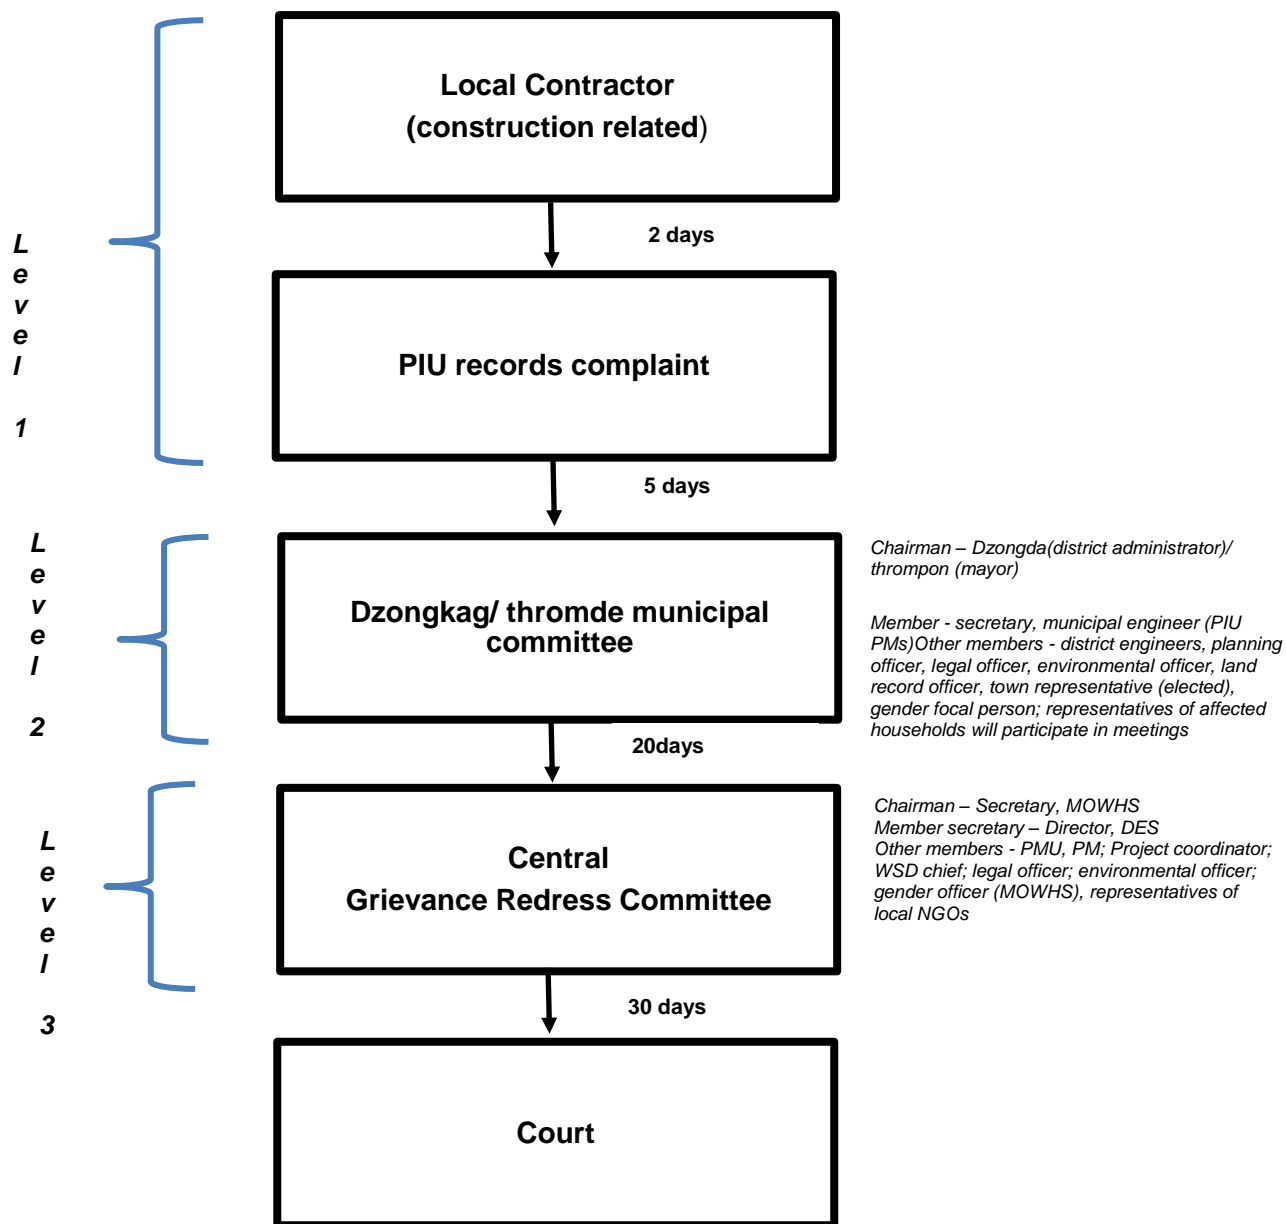 Local Contractor
(construction related)
2 days
Level 1
PIU records complaint
5 days
Level 2
Dzongkag/ thromde municipal
committee
Chairman – Dzongda(district administrator)/
thrompon (mayor)
Member - secretary, municipal engineer (PIU
PMs)Other members - district engineers, planning
officer, legal officer, environmental officer, land
record officer, town representative (elected),
gender focal person; representatives of affected
households will participate in meetings
20days
Level 3
Central
Grievance Redress Committee
Chairman – Secretary, MOWHS
Member secretary – Director, DES
Other members - PMU, PM; Project coordinator;
WSD chief; legal officer; environmental officer;
gender officer (MOWHS), representatives of
local NGOs
30 days
Court